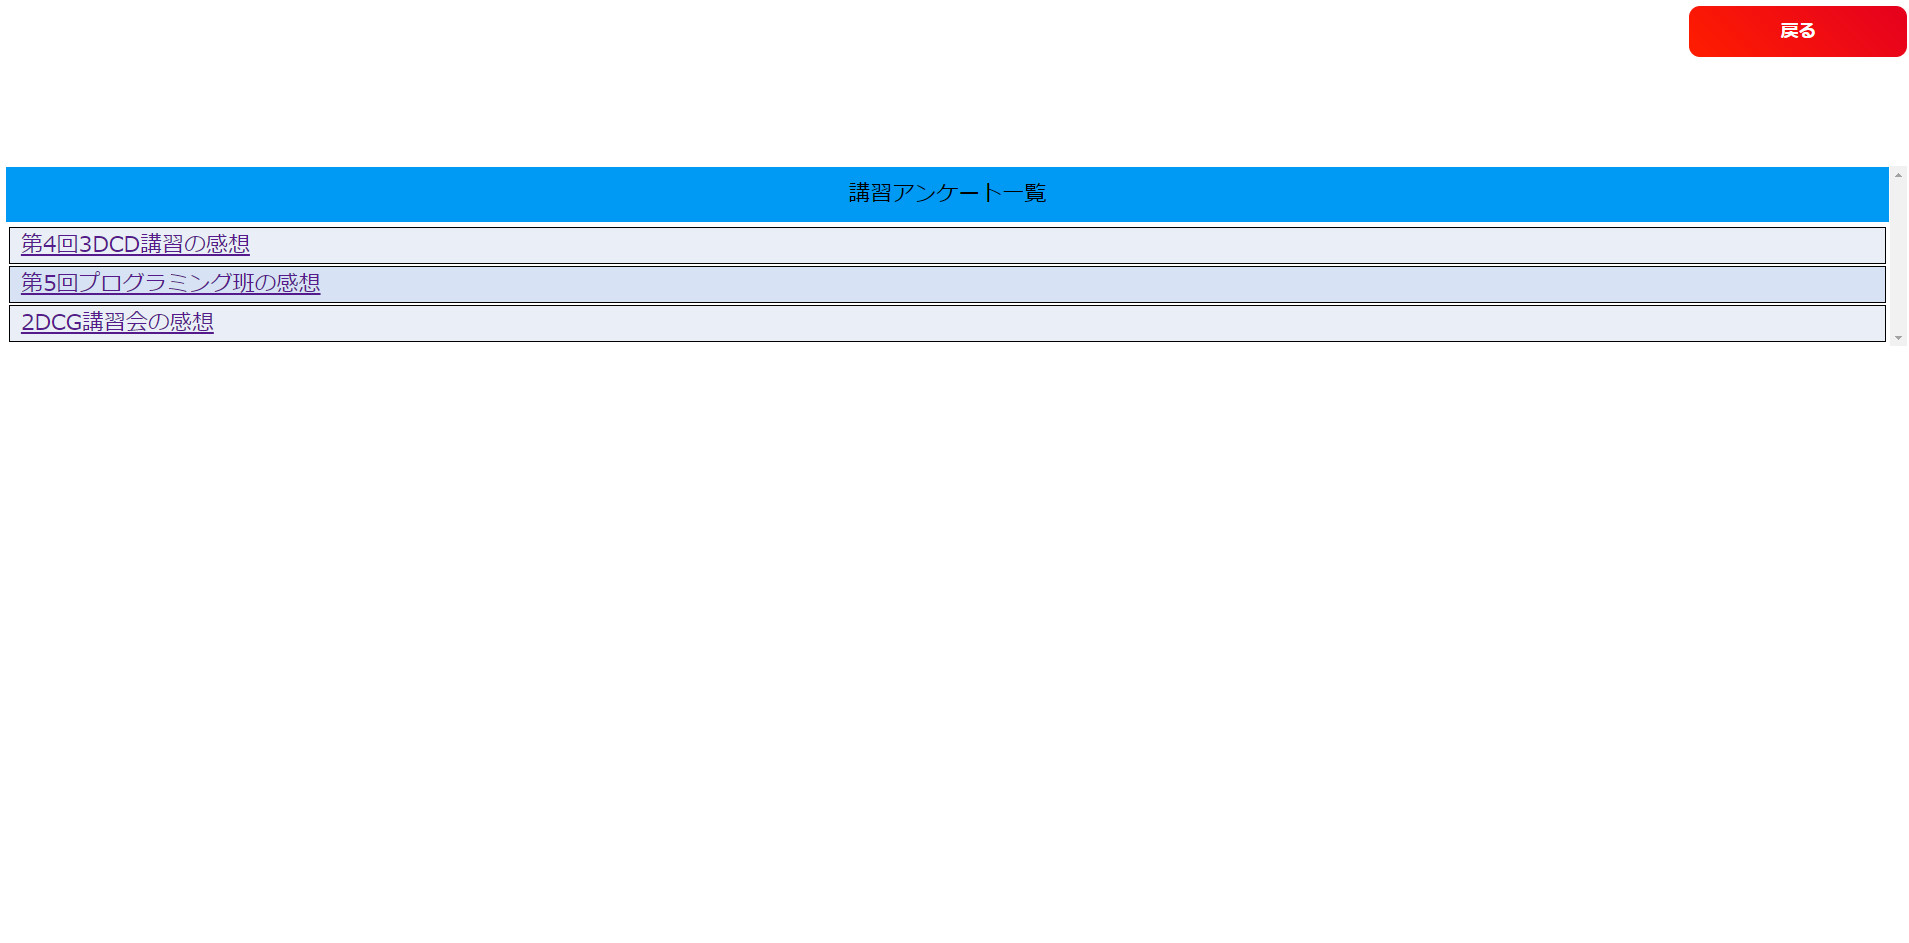 戻る
講習アンケート一覧
第4回3DCD講習の感想
第5回プログラミング班の感想
2DCG講習会の感想